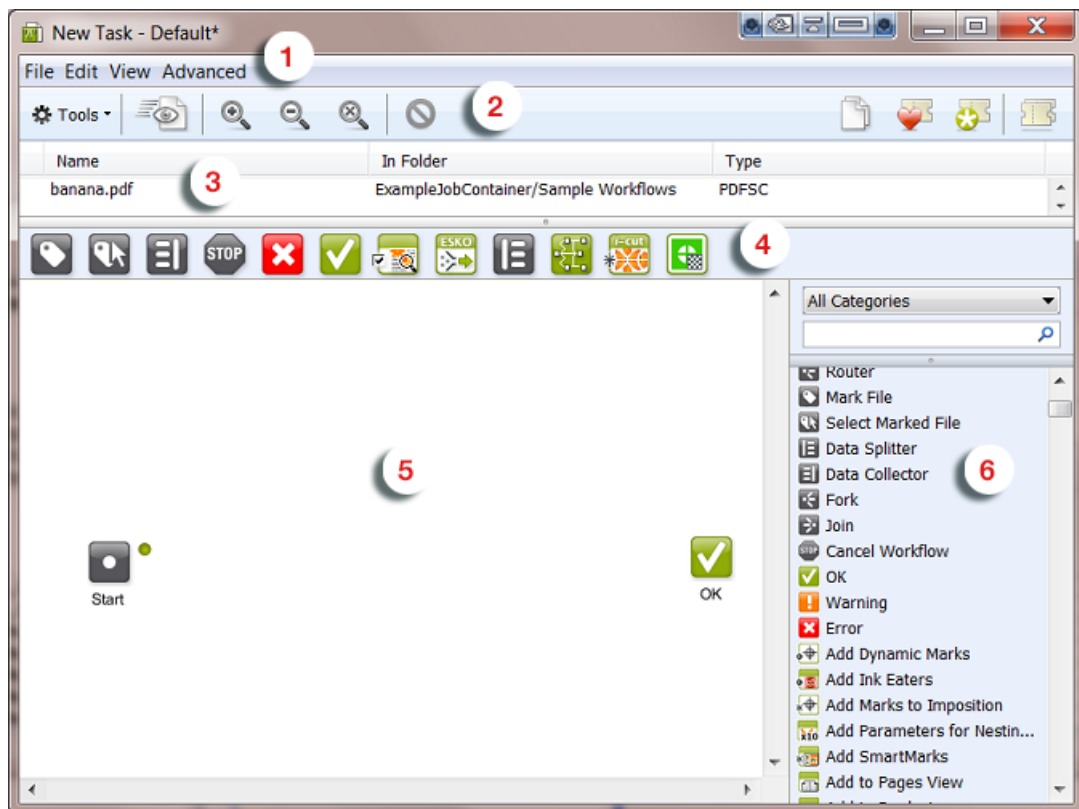 New Task - Default*
1
File Edit View Advanced
Tools
2
Name In Folder Type
banana.pdf ExampleJobContainer/Sample Workflows PDFSC
3
STOP
ESKO
i-cut
4
All Categories
Router
Mark File
Select Marked File
Data Splitter
Data Collector
Fork
Join
STOP Cancel Workflow
OK
Warning
Error
Add Dynamic Marks
Add Ink Eaters
Add Marks to Imposition
x10 Add Parameters for Nestin...
Add SmartMarks
Add to Pages View
5
6
Start
OK